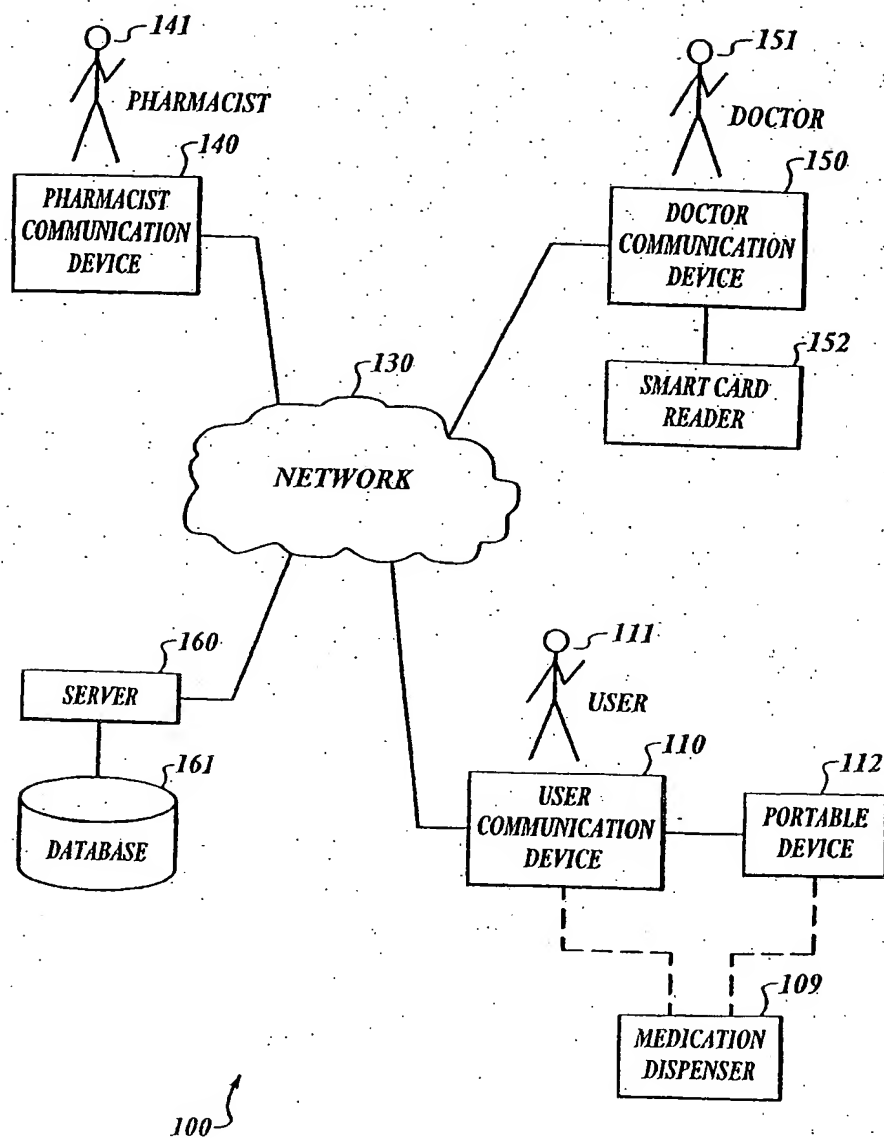 141
PHARMACIST
140
PHARMACIST
COMMUNICATION
DEVICE
151
DOCTOR
150
DOCTOR
COMMUNICATION
DEVICE
152
SMART CARD
READER
130
NETWORK
160
SERVER
161
DATABASE
111
USER
110
USER
COMMUNICATION
DEVICE
112
PORTABLE
DEVICE
109
MEDICATION
DISPENSER
100